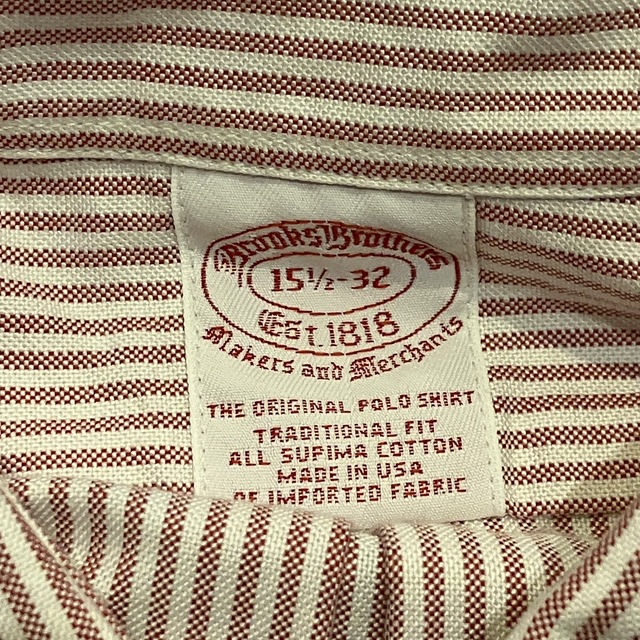 Brooks Brothers
15½-32
Est. 1818
Makers and Merchants
THE ORIGINAL POLO SHIRT
TRADITIONAL FIT
ALL SUPIMA COTTON
MADE IN USA
OF IMPORTED FABRIC